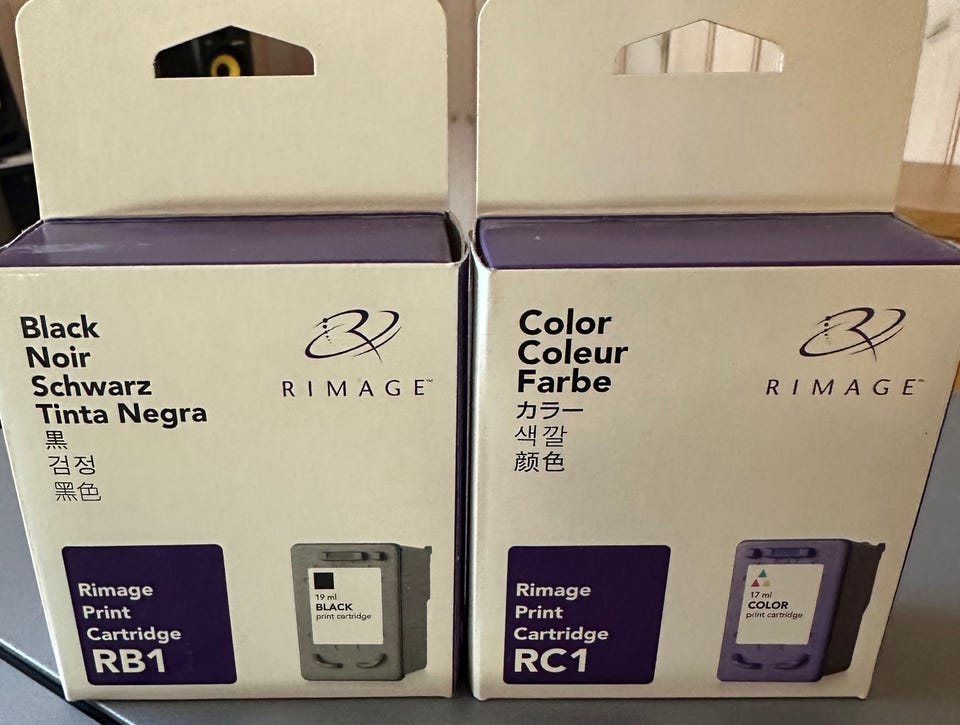 Black
Noir
Schwarz
Tinta Negra
黒
검정
黑色
RIMAGE™
Rimage
Print
Cartridge
RB1
19 ml
BLACK
print cartridge
Color
Coleur
Farbe
カラー
색깔
颜色
RIMAGE™
Rimage
Print
Cartridge
RC1
17 ml
COLOR
print cartridge